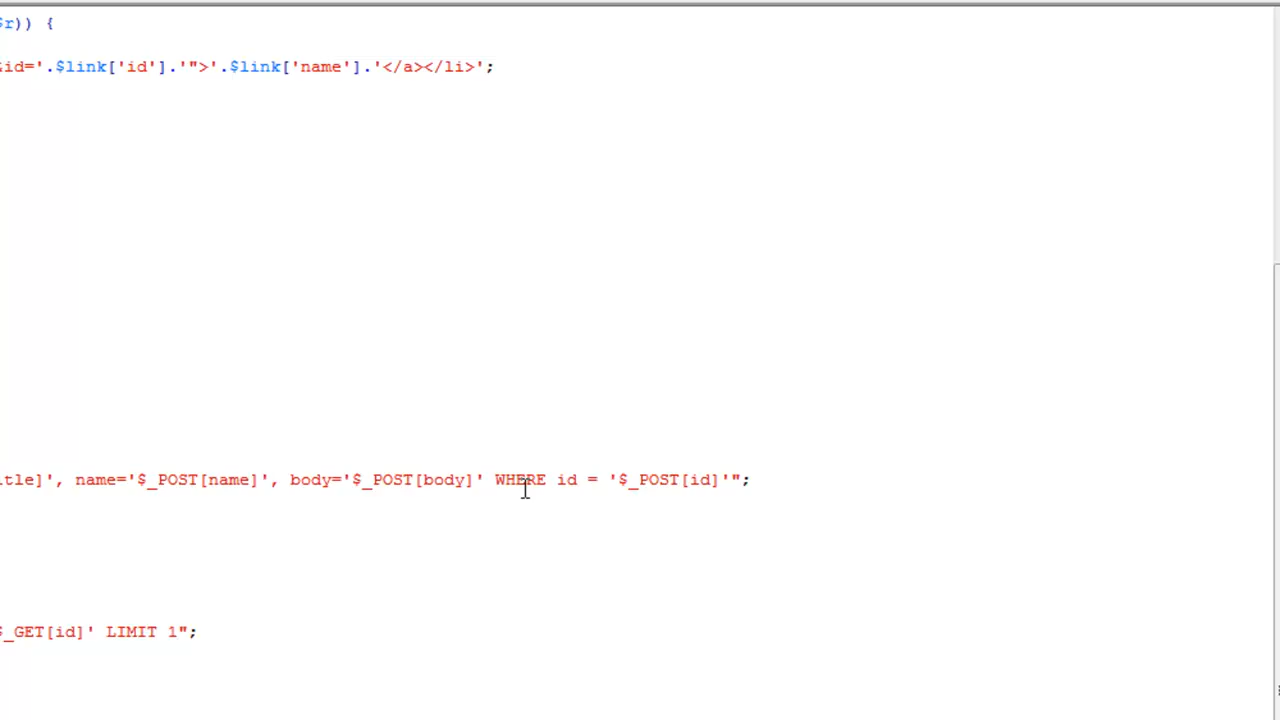 $r)) {
&id='.$link['id'].'">'.$link['name'].'</a></li>';
itle]', name='$_POST[name]', body='$_POST[body]' WHERE id = '$_POST[id]'";
$_GET[id]' LIMIT 1";